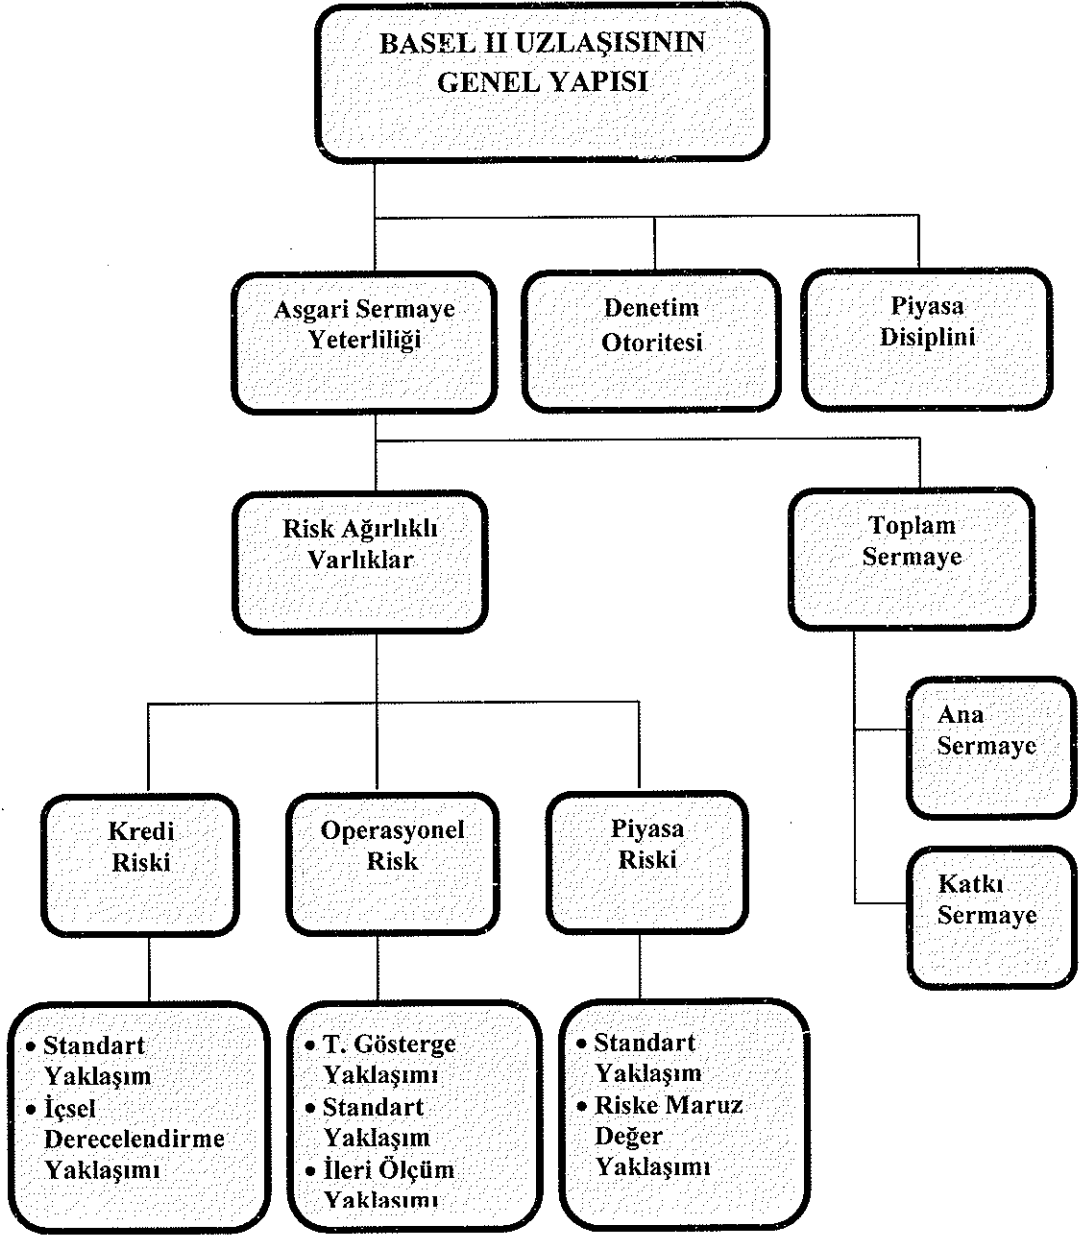 BASEL II UZLAŞISININ
GENEL YAPISI
Asgari Sermaye
Yeterliliği
Denetim
Otoritesi
Piyasa
Disiplini
Risk Ağırlıklı
Varlıklar
Toplam
Sermaye
Ana
Sermaye
Katkı
Sermaye
Kredi
Riski
Operasyonel
Risk
Piyasa
Riski
• Standart
Yaklaşım
• İçsel
Derecelendirme
Yaklaşımı
• T. Gösterge
Yaklaşımı
• Standart
Yaklaşım
• İleri Ölçüm
Yaklaşımı
• Standart
Yaklaşım
• Riske Maruz
Değer
Yaklaşımı